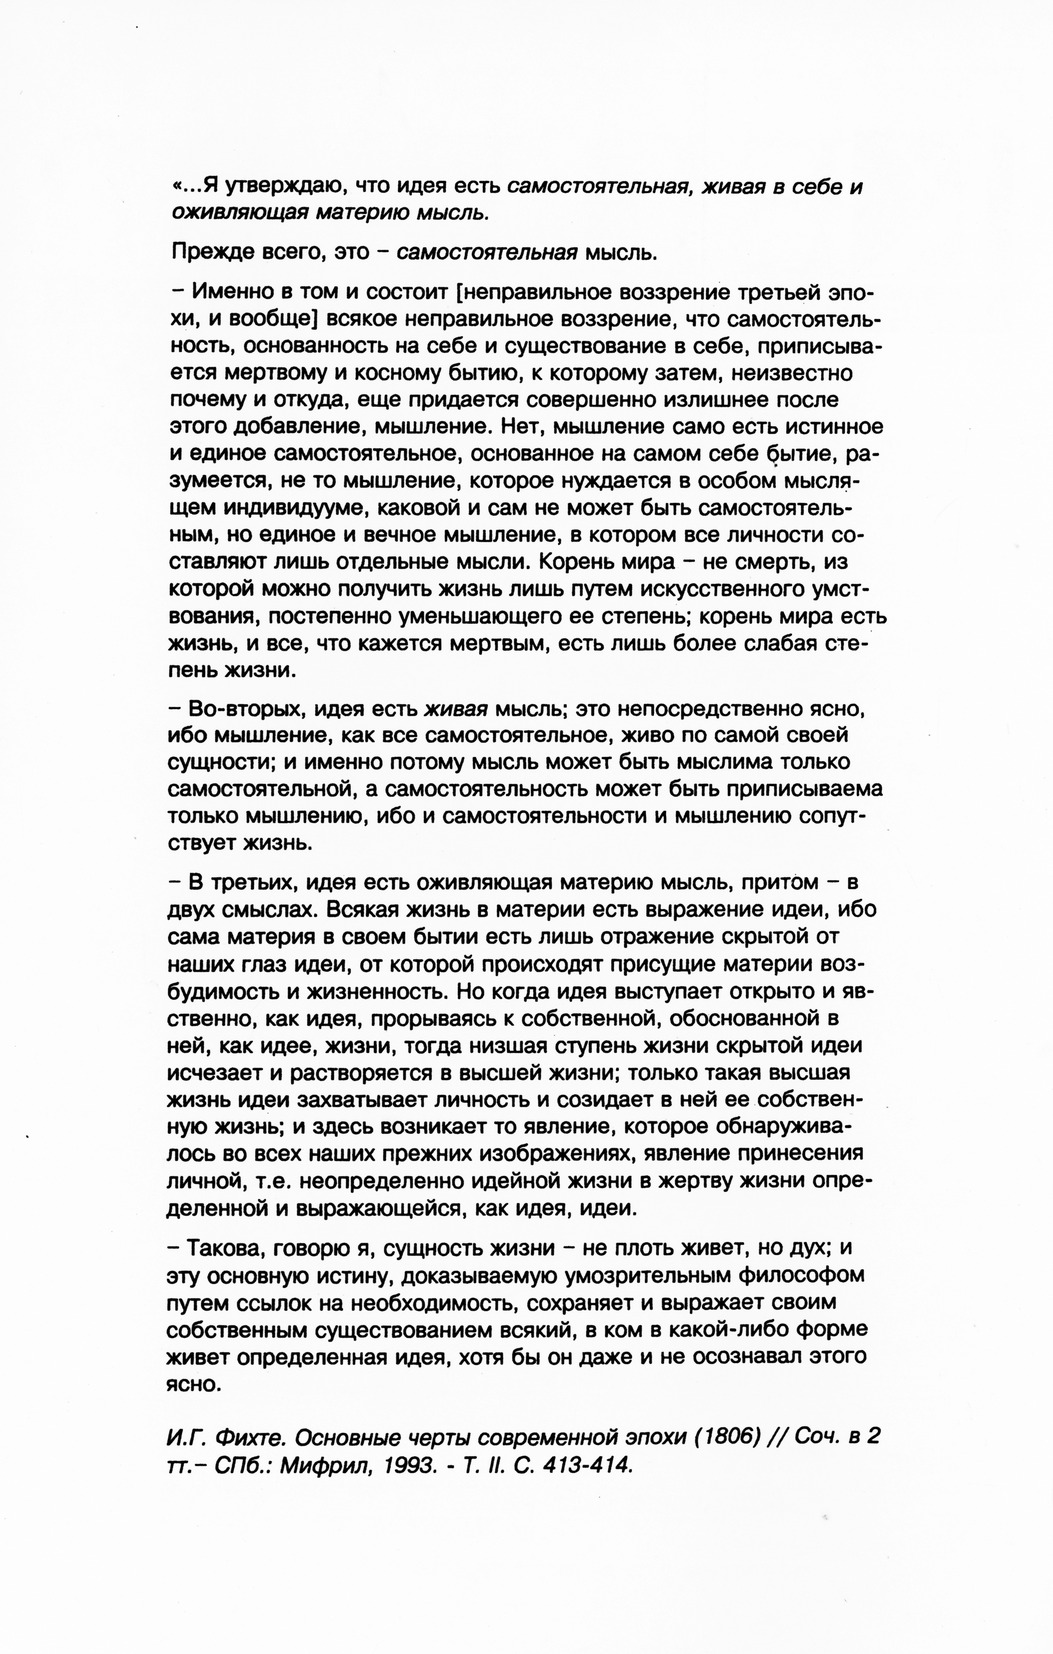 «...Я утверждаю, что идея есть самостоятельная, живая в себе и
оживляющая материю мысль.
Прежде всего, это – самостоятельная мысль.
– Именно в том и состоит [неправильное воззрение третьей эпо-
хи, и вообще] всякое неправильное воззрение, что самостоятель-
ность, основанность на себе и существование в себе, приписыва-
ется мертвому и косному бытию, к которому затем, неизвестно
почему и откуда, еще придается совершенно излишнее после
этого добавление, мышление. Нет, мышление само есть истинное
и единое самостоятельное, основанное на самом себе бытие, ра-
зумеется, не то мышление, которое нуждается в особом мысля-
щем индивидууме, каковой и сам не может быть самостоятель-
ным, но единое и вечное мышление, в котором все личности со-
ставляют лишь отдельные мысли. Корень мира – не смерть, из
которой можно получить жизнь лишь путем искусственного умст-
вования, постепенно уменьшающего ее степень; корень мира есть
жизнь, и все, что кажется мертвым, есть лишь более слабая сте-
пень жизни.
– Во-вторых, идея есть живая мысль; это непосредственно ясно,
ибо мышление, как все самостоятельное, живо по самой своей
сущности; и именно потому мысль может быть мыслима только
самостоятельной, а самостоятельность может быть приписываема
только мышлению, ибо и самостоятельности и мышлению сопут-
ствует жизнь.
– В третьих, идея есть оживляющая материю мысль, притом – в
двух смыслах. Всякая жизнь в материи есть выражение идеи, ибо
сама материя в своем бытии есть лишь отражение скрытой от
наших глаз идеи, от которой происходят присущие материи воз-
будимость и жизненность. Но когда идея выступает открыто и яв-
ственно, как идея, прорываясь к собственной, обоснованной в
ней, как идее, жизни, тогда низшая ступень жизни скрытой идеи
исчезает и растворяется в высшей жизни; только такая высшая
жизнь идеи захватывает личность и созидает в ней ее собствен-
ную жизнь; и здесь возникает то явление, которое обнаружива-
лось во всех наших прежних изображениях, явление принесения
личной, т.е. неопределенно идейной жизни в жертву жизни опре-
деленной и выражающейся, как идея, идеи.
– Такова, говорю я, сущность жизни – не плоть живет, но дух; и
эту основную истину, доказываемую умозрительным философом
путем ссылок на необходимость, сохраняет и выражает своим
собственным существованием всякий, в ком в какой-либо форме
живет определенная идея, хотя бы он даже и не осознавал этого
ясно.
И.Г. Фихте. Основные черты современной эпохи (1806) // Соч. в 2
тт.– СПб.: Мифрил, 1993. - Т. II. С. 413-414.